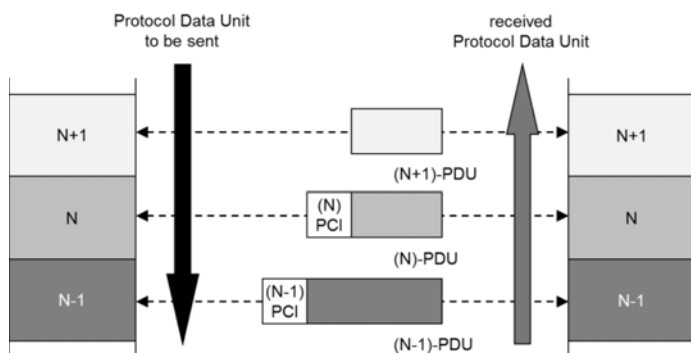 Protocol Data Unit
to be sent
received
Protocol Data Unit
N+1
N+1
(N+1)-PDU
N
(N)
PCI
N
(N)-PDU
N-1
(N-1)
PCI
N-1
(N-1)-PDU